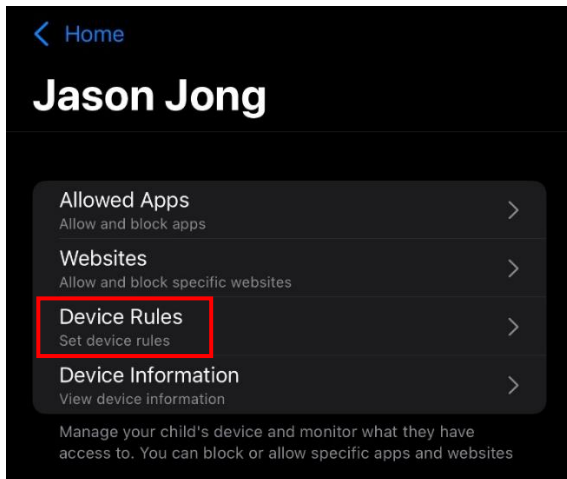 Home
Jason Jong
Allowed Apps
Allow and block apps
Websites
Allow and block specific websites
Device Rules
Set device rules
Device Information
View device information
Manage your child's device and monitor what they have
access to. You can block or allow specific apps and websites